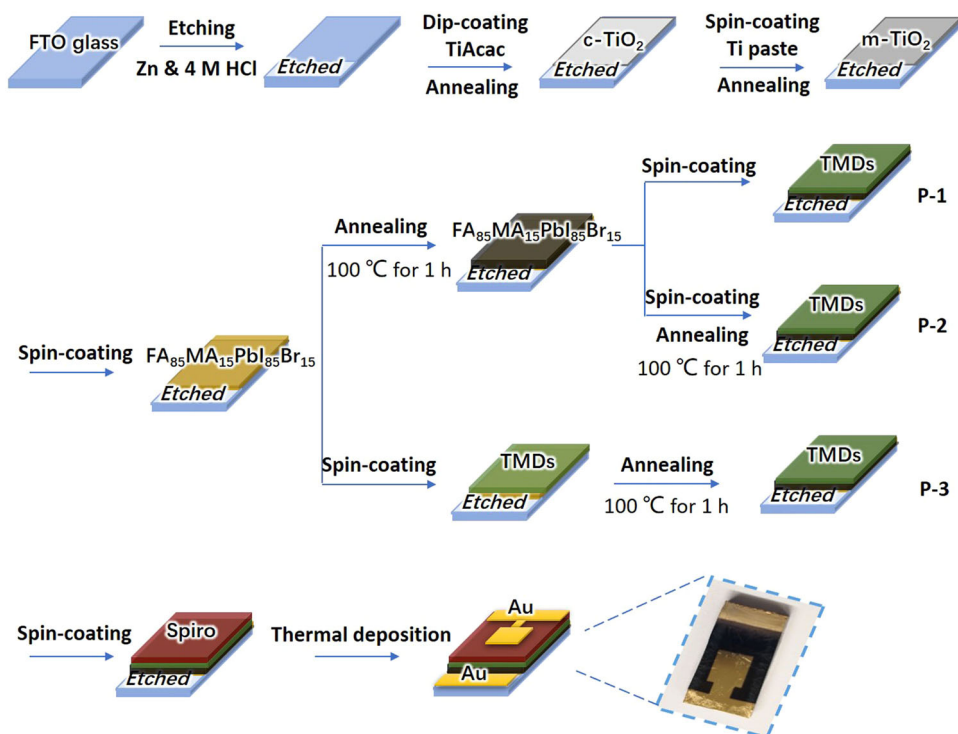 FTO glass
Etching
Zn & 4 M HCl
Etched
Dip-coating
TiAcac
Annealing
c-TiO₂
Etched
Spin-coating
Ti paste
Annealing
m-TiO₂
Etched
Spin-coating
FA₈₅MA₁₅PbI₈₅Br₁₅
Etched
Annealing
100 ℃ for 1 h
FA₈₅MA₁₅PbI₈₅Br₁₅
Etched
Spin-coating
TMDs
Etched
P-1
Spin-coating
Annealing
100 ℃ for 1 h
TMDs
Etched
P-2
Spin-coating
TMDs
Etched
Annealing
100 ℃ for 1 h
TMDs
Etched
P-3
Spin-coating
Spiro
Etched
Thermal deposition
Au
Au